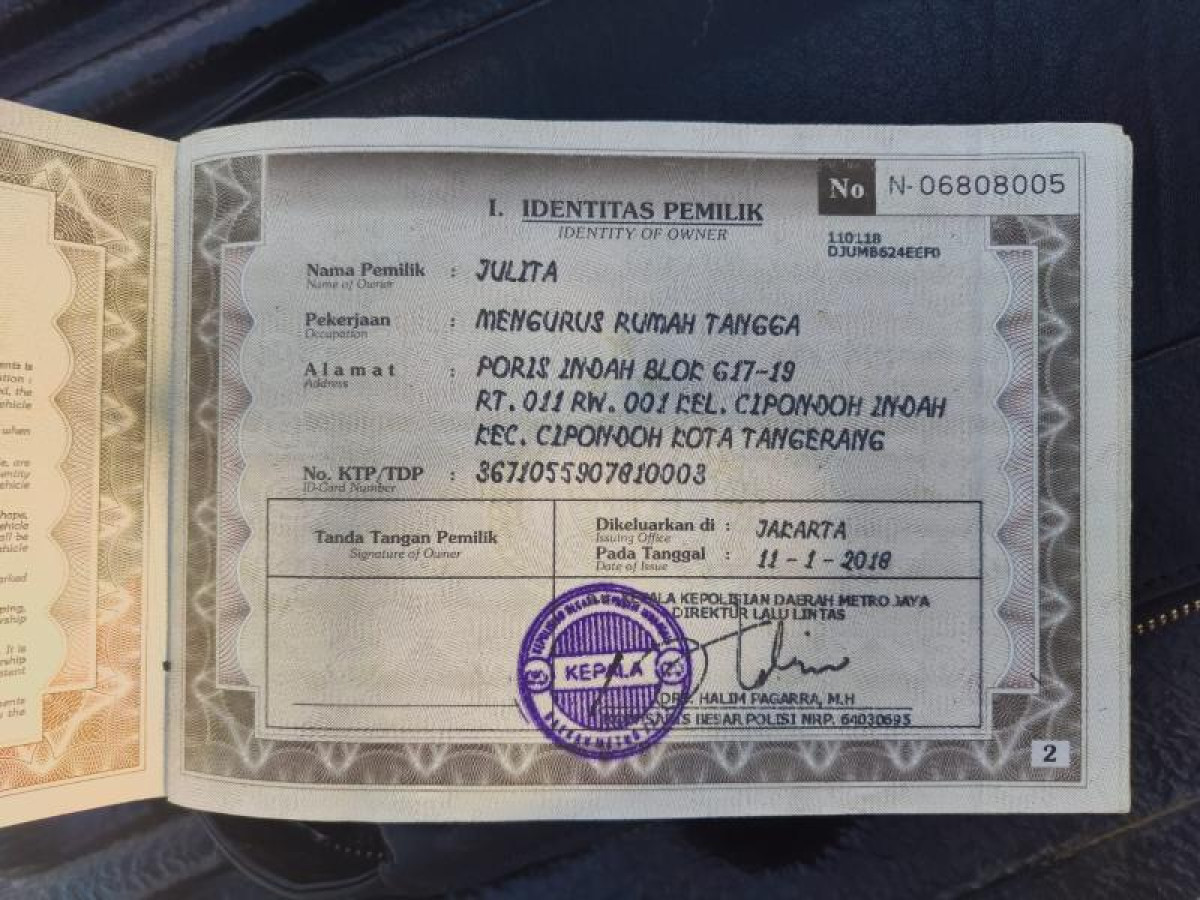 No N-06808005
I. IDENTITAS PEMILIK
IDENTITY OF OWNER
110118
DJUMB624EEF0
Nama Pemilik : JULITA
Name of Owner
Pekerjaan : MENGURUS RUMAH TANGGA
Occupation
Alamat : PORIS INDAH BLOK G17-19
Address
RT. 011 RW. 001 KEL. CIPONDOH INDAH
KEC. CIPONDOH KOTA TANGERANG
No. KTP/TDP : 3671055907810003
ID-Card Number
Tanda Tangan Pemilik
Signature of Owner
Dikeluarkan di : JAKARTA
Issuing Office
Pada Tanggal : 11 - 1 - 2018
Date of Issue
KEPALA KEPOLISIAN DAERAH METRO JAYA
DIREKTUR LALU LINTAS
KEPALA
HALIM PAGARRA, M.H
BESAR POLISI NRP. 64030695
2